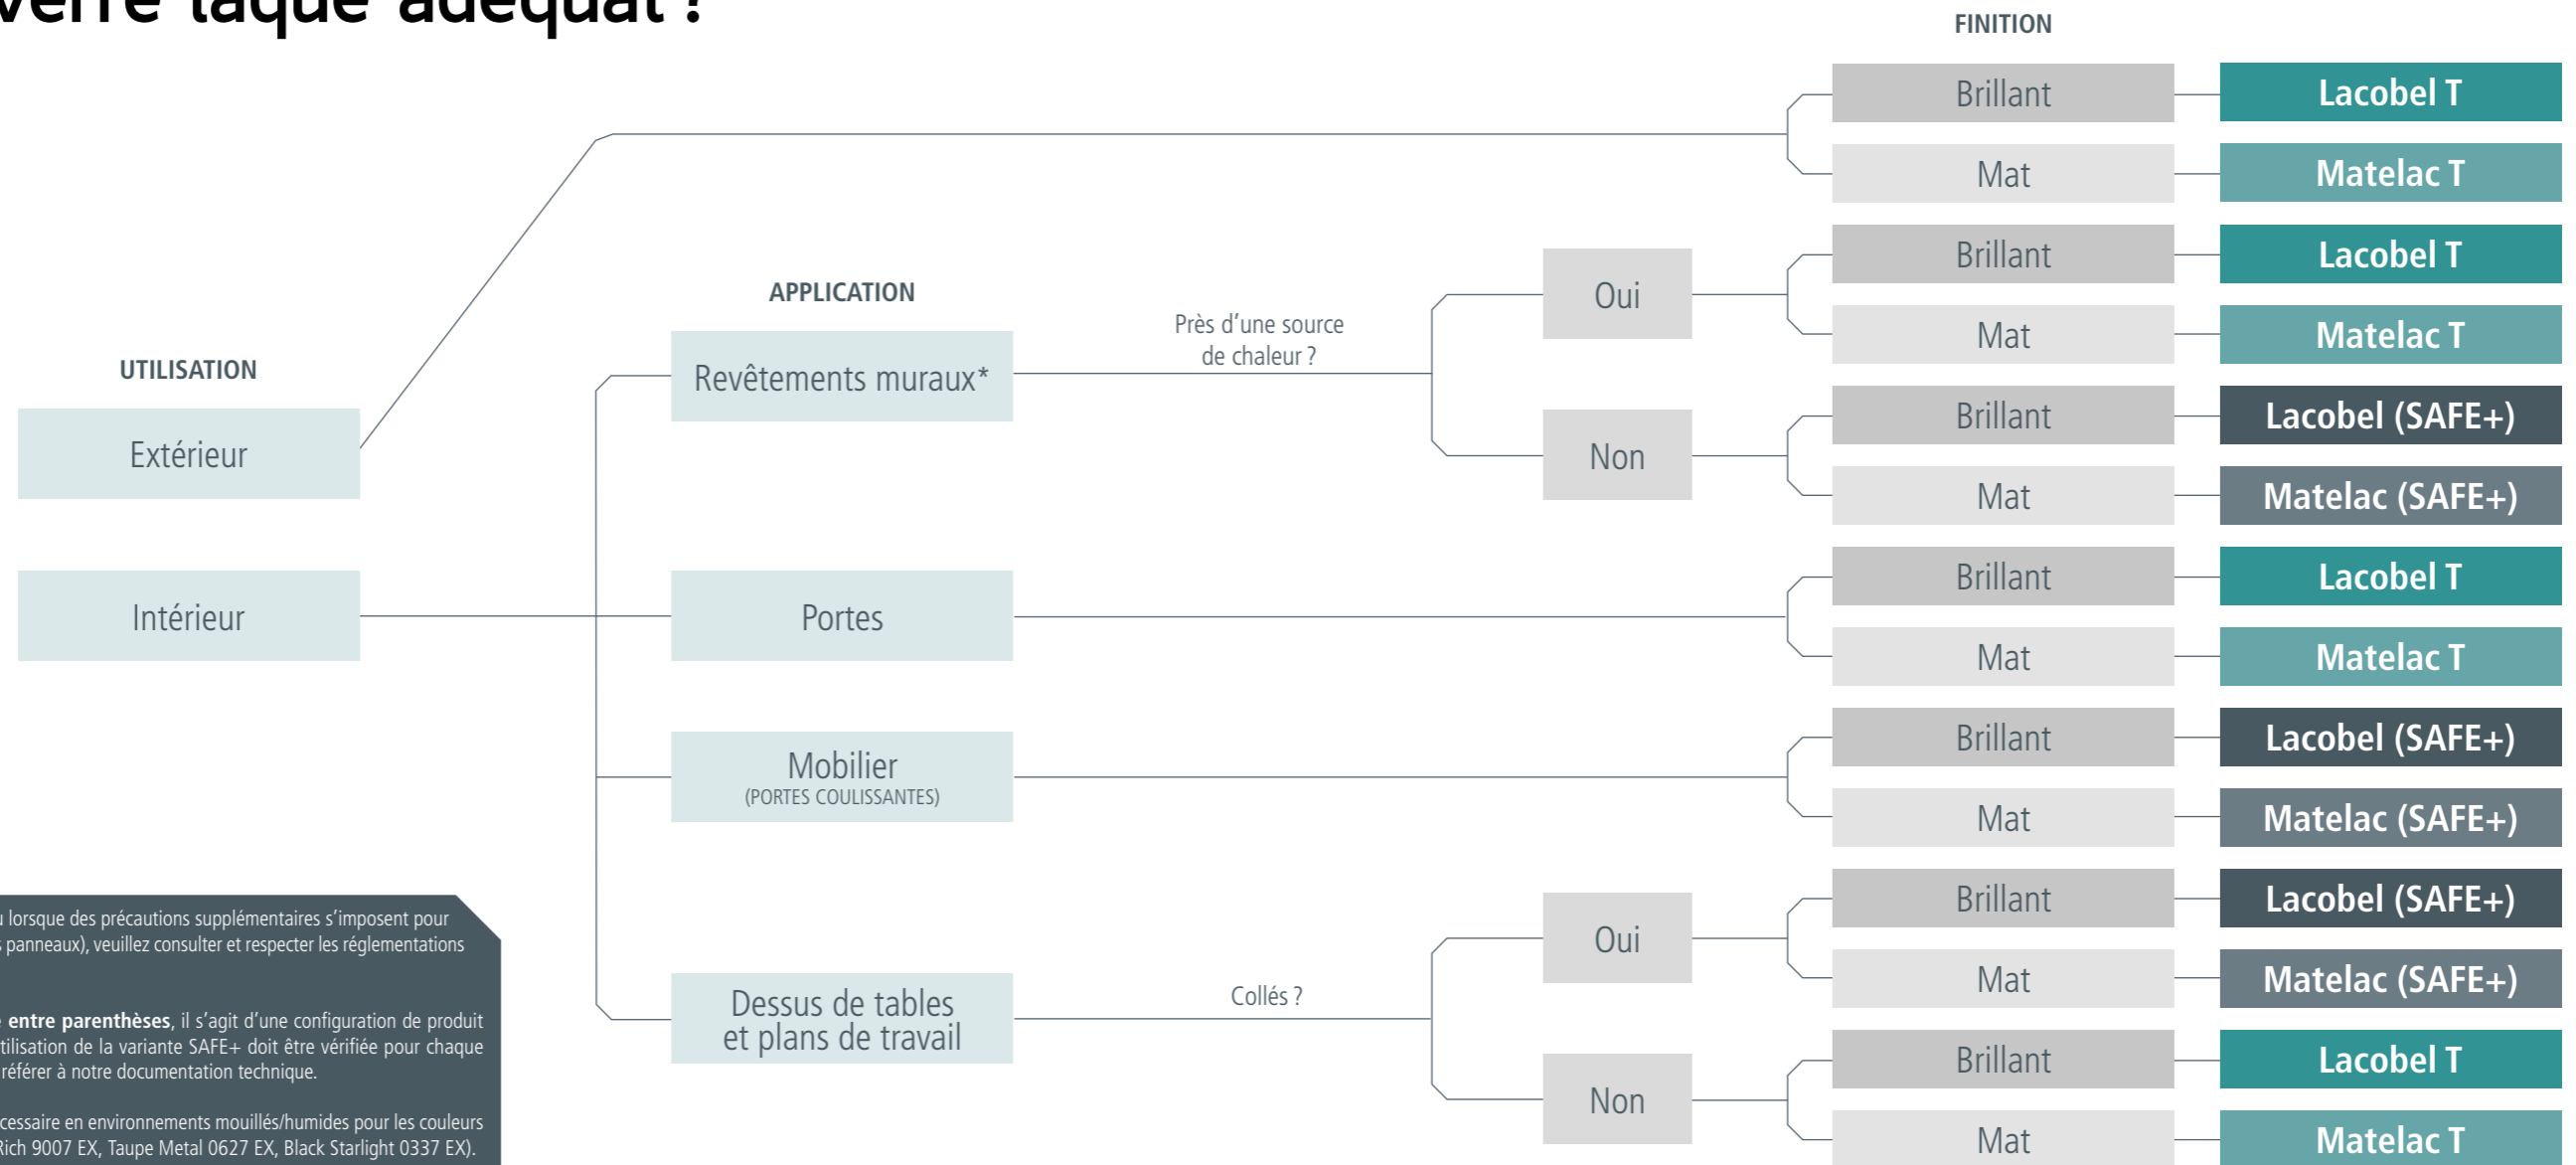 verre laqué adéquat ?
FINITION
Brillant
Lacobel T
Mat
Matelac T
Brillant
Lacobel T
APPLICATION
Oui
Près d’une source
de chaleur ?
Mat
Matelac T
UTILISATION
Revêtements muraux*
Brillant
Lacobel (SAFE+)
Extérieur
Non
Mat
Matelac (SAFE+)
Brillant
Lacobel T
Intérieur
Portes
Mat
Matelac T
Brillant
Lacobel (SAFE+)
Mobilier
(PORTES COULISSANTES)
Mat
Matelac (SAFE+)
Brillant
Lacobel (SAFE+)
Oui
Mat
Matelac (SAFE+)
Dessus de tables
et plans de travail
Collés ?
Brillant
Lacobel T
Non
Mat
Matelac T
lorsque des précautions supplémentaires s’imposent pour
panneaux), veuillez consulter et respecter les réglementations
entre parenthèses, il s’agit d’une configuration de produit
utilisation de la variante SAFE+ doit être vérifiée pour chaque
référer à notre documentation technique.
cessaire en environnements mouillés/humides pour les couleurs
Rich 9007 EX, Taupe Metal 0627 EX, Black Starlight 0337 EX).